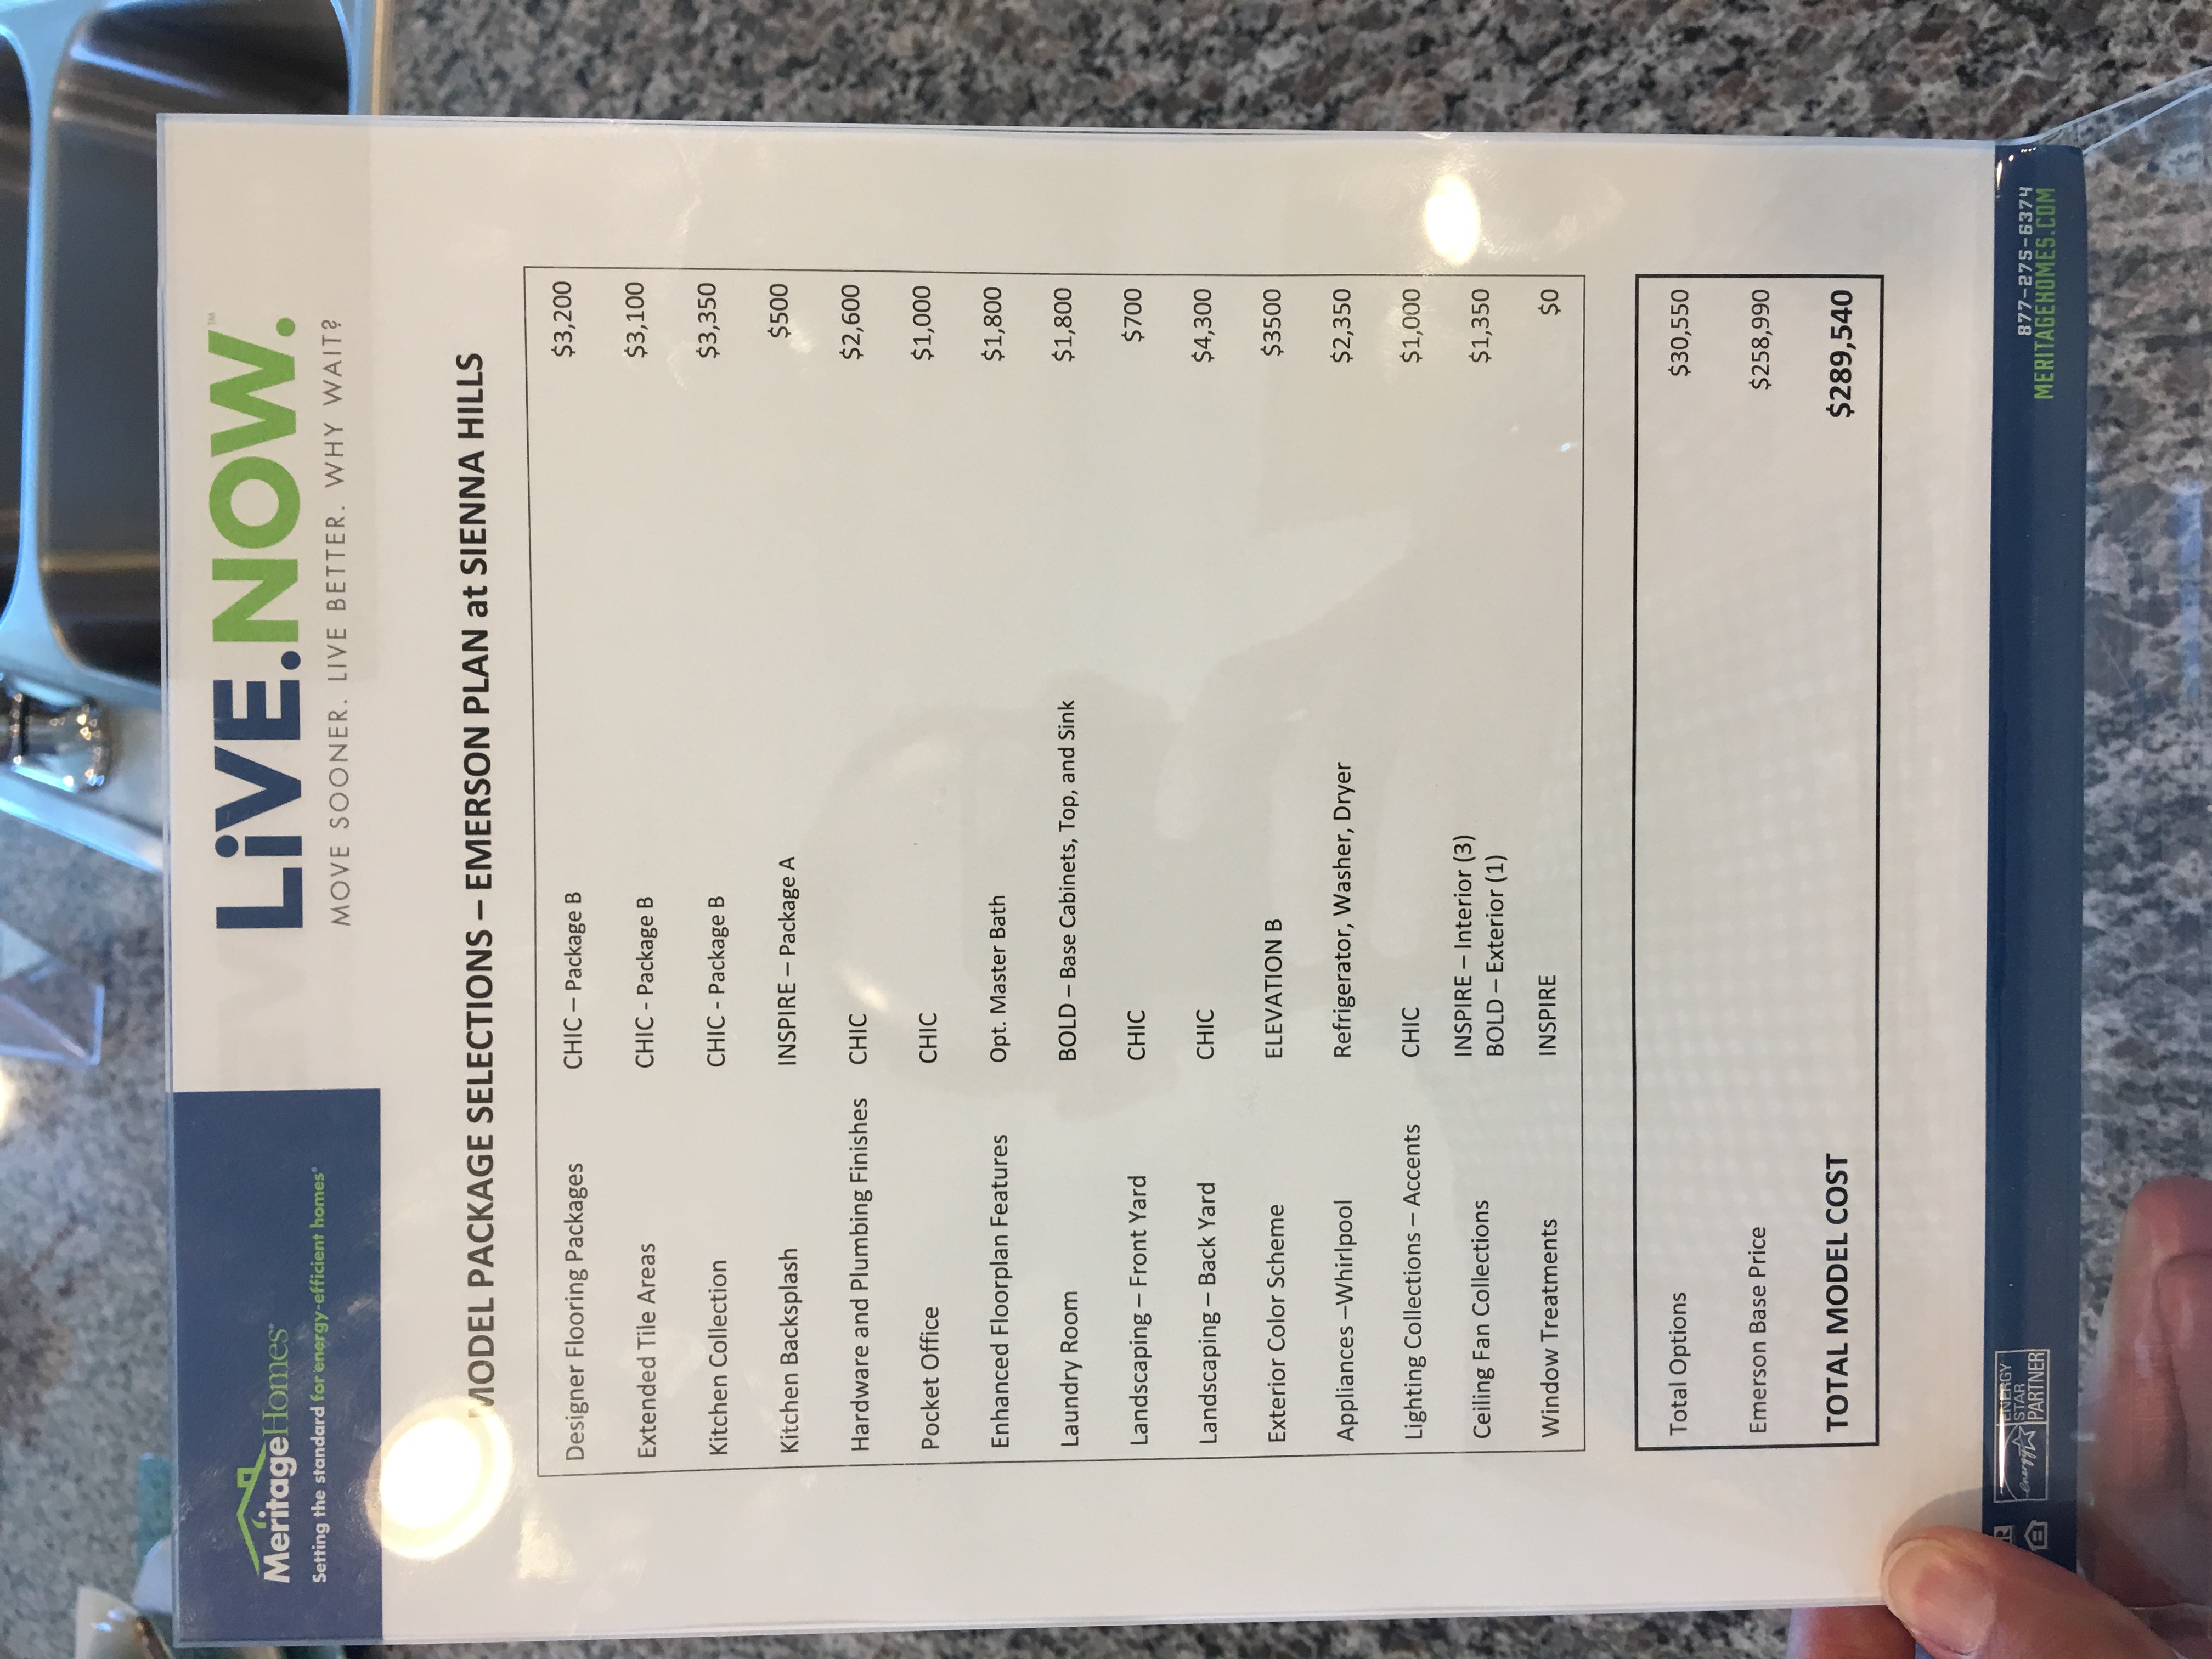 MeritageHomes®
Setting the standard for energy-efficient homes®
LiVE.NOW.™
MOVE SOONER. LIVE BETTER. WHY WAIT?
MODEL PACKAGE SELECTIONS – EMERSON PLAN at SIENNA HILLS
Designer Flooring Packages CHIC – Package B $3,200
Extended Tile Areas CHIC - Package B $3,100
Kitchen Collection CHIC - Package B $3,350
Kitchen Backsplash INSPIRE – Package A $500
Hardware and Plumbing Finishes CHIC $2,600
Pocket Office CHIC $1,000
Enhanced Floorplan Features Opt. Master Bath $1,800
Laundry Room BOLD – Base Cabinets, Top, and Sink $1,800
Landscaping – Front Yard CHIC $700
Landscaping – Back Yard CHIC $4,300
Exterior Color Scheme ELEVATION B $3500
Appliances –Whirlpool Refrigerator, Washer, Dryer $2,350
Lighting Collections – Accents CHIC $1,000
Ceiling Fan Collections INSPIRE – Interior (3) $1,350
BOLD – Exterior (1)
Window Treatments INSPIRE $0
Total Options $30,550
Emerson Base Price $258,990
TOTAL MODEL COST $289,540
energy
ENERGY
STAR
PARTNER
877-275-6374
MERITAGEHOMES.COM